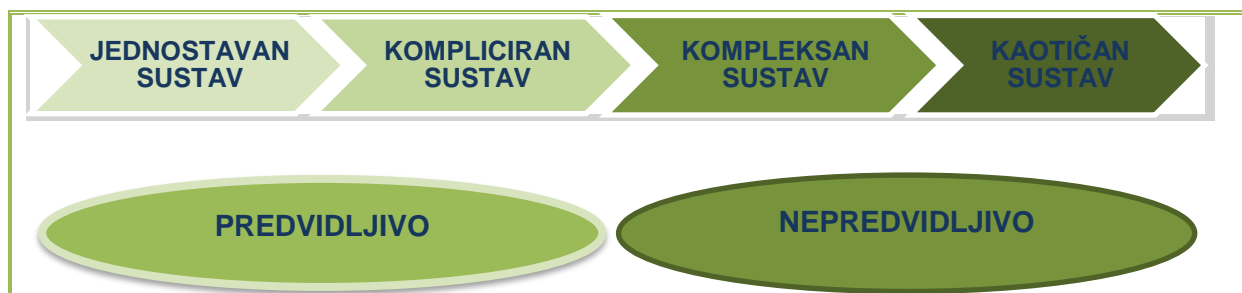 JEDNOSTAVAN
SUSTAV
KOMPLICIRAN
SUSTAV
KOMPLEKSAN
SUSTAV
KAOTIČAN
SUSTAV
PREDVIDLJIVO
NEPREDVIDLJIVO